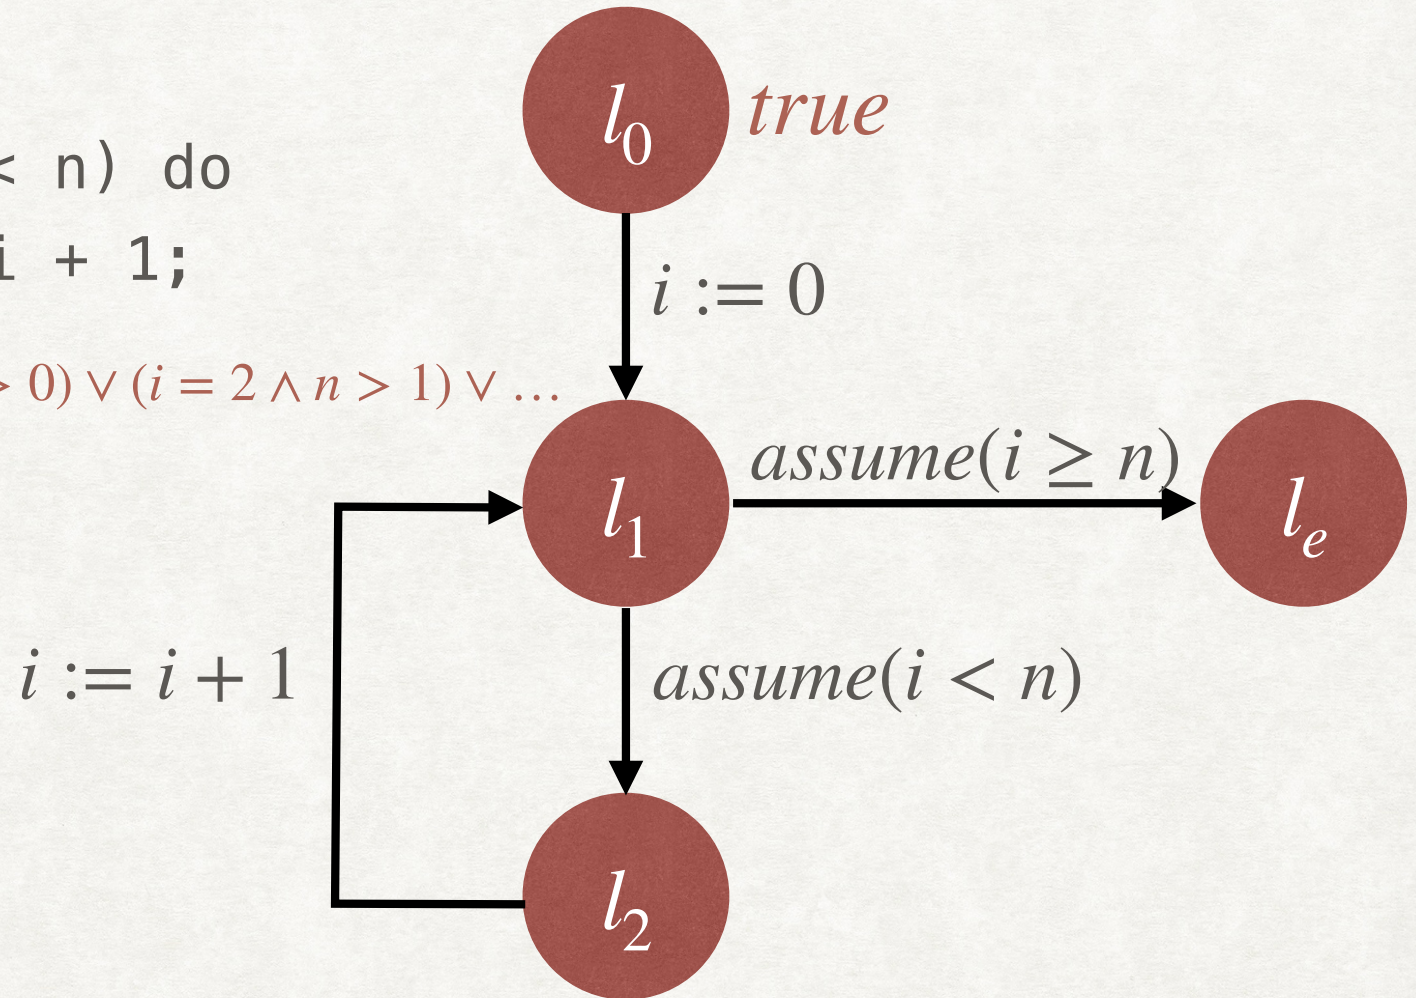 l₀ true
< n) do
i + 1;
i := 0
> 0) ∨ (i = 2 ∧ n > 1) ∨ …
assume(i ≥ n)
l₁
lₑ
i := i + 1
assume(i < n)
l₂